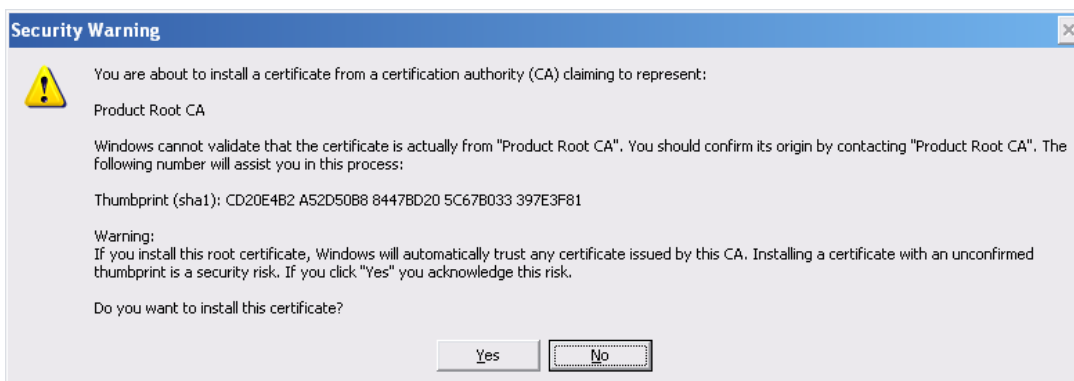 Security Warning
You are about to install a certificate from a certification authority (CA) claiming to represent:
Product Root CA
Windows cannot validate that the certificate is actually from "Product Root CA". You should confirm its origin by contacting "Product Root CA". The
following number will assist you in this process:
Thumbprint (sha1): CD20E4B2 A52D50B8 8447BD20 5C67B033 397E3F81
Warning:
If you install this root certificate, Windows will automatically trust any certificate issued by this CA. Installing a certificate with an unconfirmed
thumbprint is a security risk. If you click "Yes" you acknowledge this risk.
Do you want to install this certificate?
Yes No